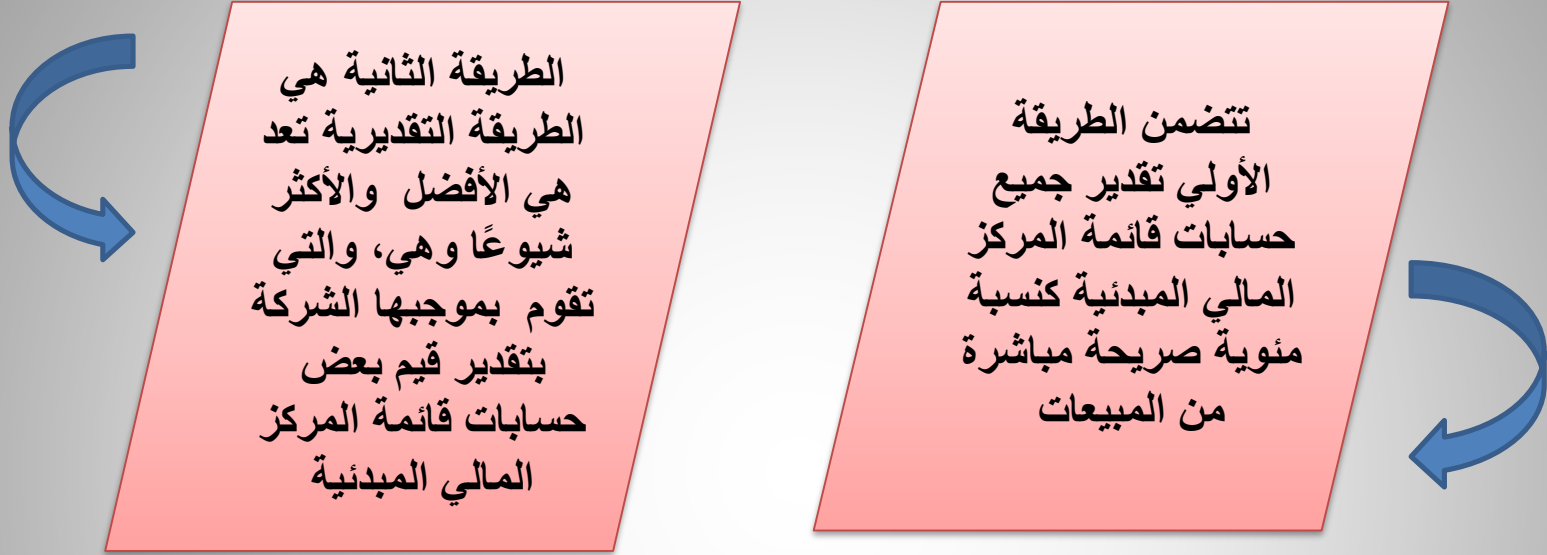 تتضمن الطريقة
الأولي تقدير جميع
حسابات قائمة المركز
المالي المبدئية كنسبة
مئوية صريحة مباشرة
من المبيعات
الطريقة الثانية هي
الطريقة التقديرية تعد
هي الأفضل والأكثر
شيوعًا وهي، والتي
تقوم بموجبها الشركة
بتقدير قيم بعض
حسابات قائمة المركز
المالي المبدئية